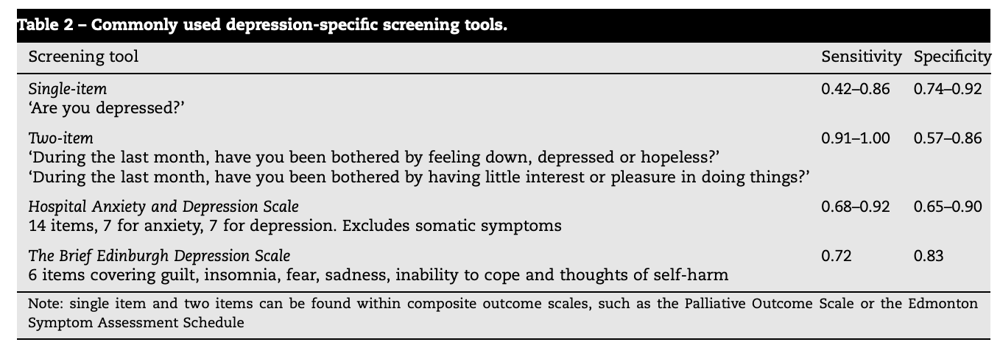 Table 2 – Commonly used depression-specific screening tools.
Screening tool Sensitivity Specificity
Single-item 0.42–0.86 0.74–0.92
‘Are you depressed?’
Two-item 0.91–1.00 0.57–0.86
‘During the last month, have you been bothered by feeling down, depressed or hopeless?’
‘During the last month, have you been bothered by having little interest or pleasure in doing things?’
Hospital Anxiety and Depression Scale 0.68–0.92 0.65–0.90
14 items, 7 for anxiety, 7 for depression. Excludes somatic symptoms
The Brief Edinburgh Depression Scale 0.72 0.83
6 items covering guilt, insomnia, fear, sadness, inability to cope and thoughts of self-harm
Note: single item and two items can be found within composite outcome scales, such as the Palliative Outcome Scale or the Edmonton
Symptom Assessment Schedule